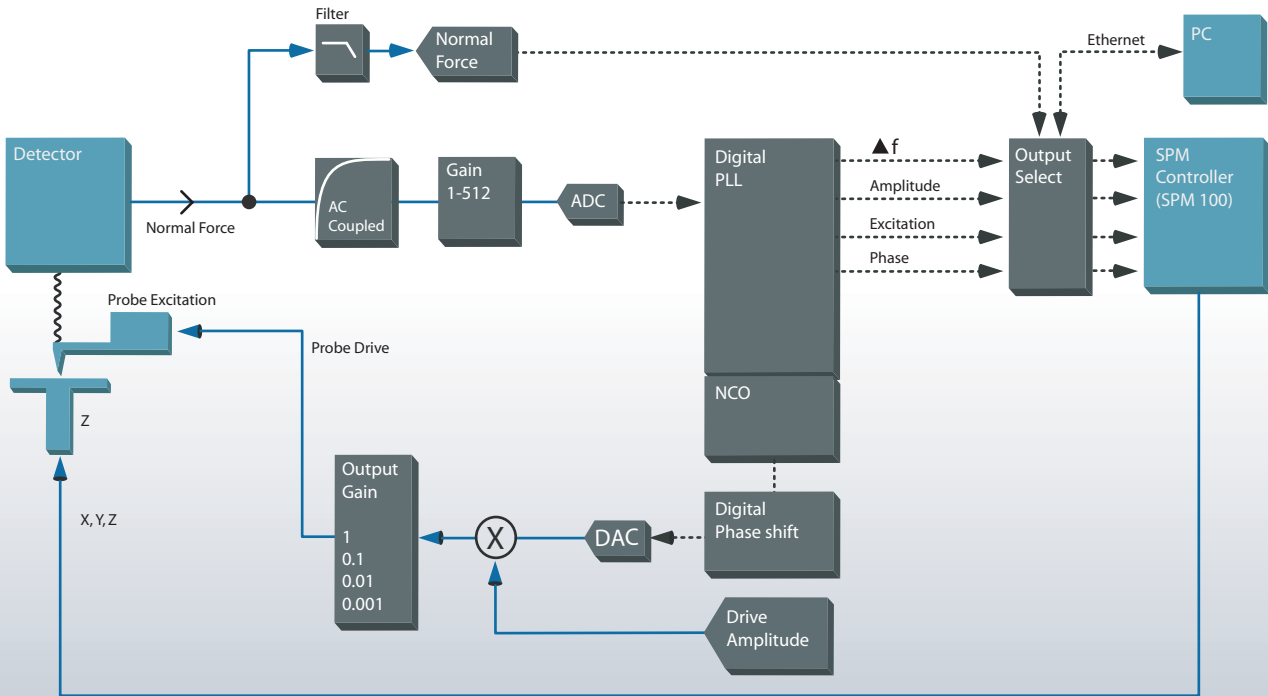 Filter
Normal
Force
Ethernet
PC
Detector
Normal Force
AC
Coupled
Gain
1-512
ADC
Digital
PLL
▲f
Amplitude
Excitation
Phase
Output
Select
SPM
Controller
(SPM 100)
Probe Excitation
Probe Drive
Z
X, Y, Z
NCO
Output
Gain
1
0.1
0.01
0.001
X
DAC
Digital
Phase shift
Drive
Amplitude